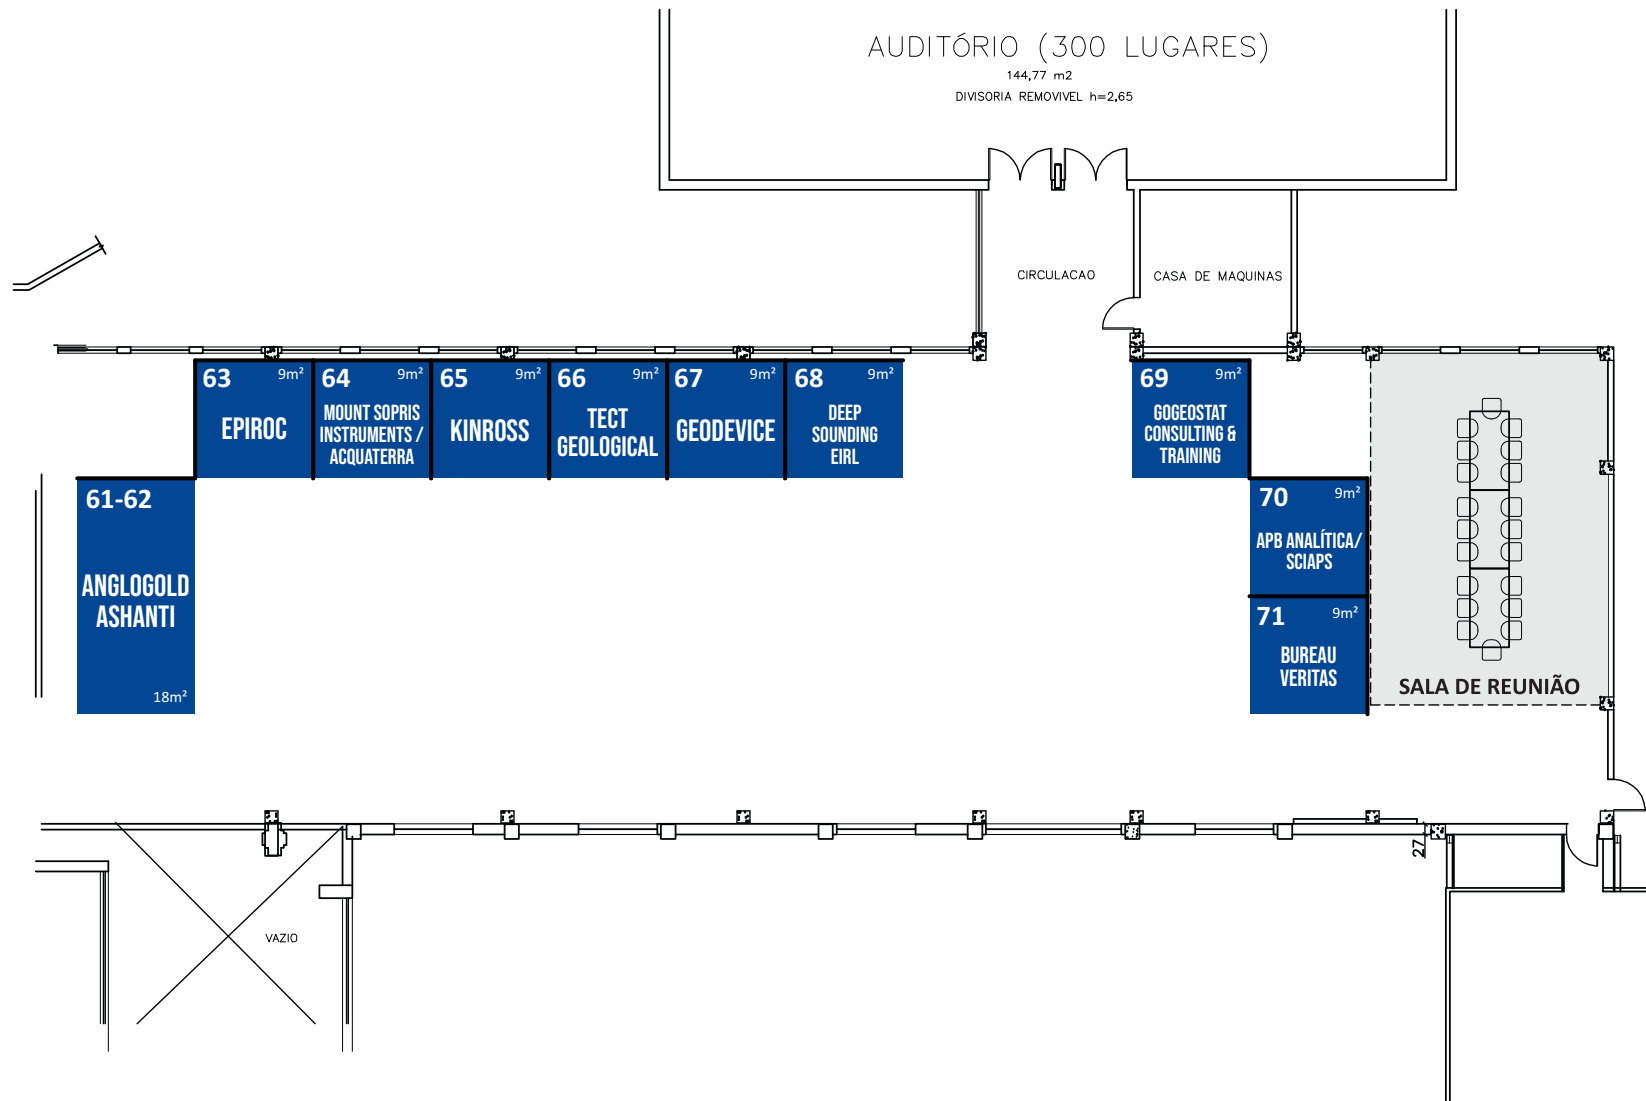 AUDITÓRIO (300 LUGARES)
144,77 m2
DIVISORIA REMOVIVEL h=2,65
CIRCULACAO
CASA DE MAQUINAS
63 9m²
EPIROC
64 9m²
MOUNT SOPRIS
INSTRUMENTS /
ACQUATERRA
65 9m²
KINROSS
66 9m²
TECT
GEOLOGICAL
67 9m²
GEODEVICE
68 9m²
DEEP
SOUNDING
EIRL
69 9m²
GOGEOSTAT
CONSULTING &
TRAINING
61-62
ANGLOGOLD
ASHANTI
18m²
70 9m²
APB ANALÍTICA/
SCIAPS
71 9m²
BUREAU
VERITAS
SALA DE REUNIÃO
27
VAZIO